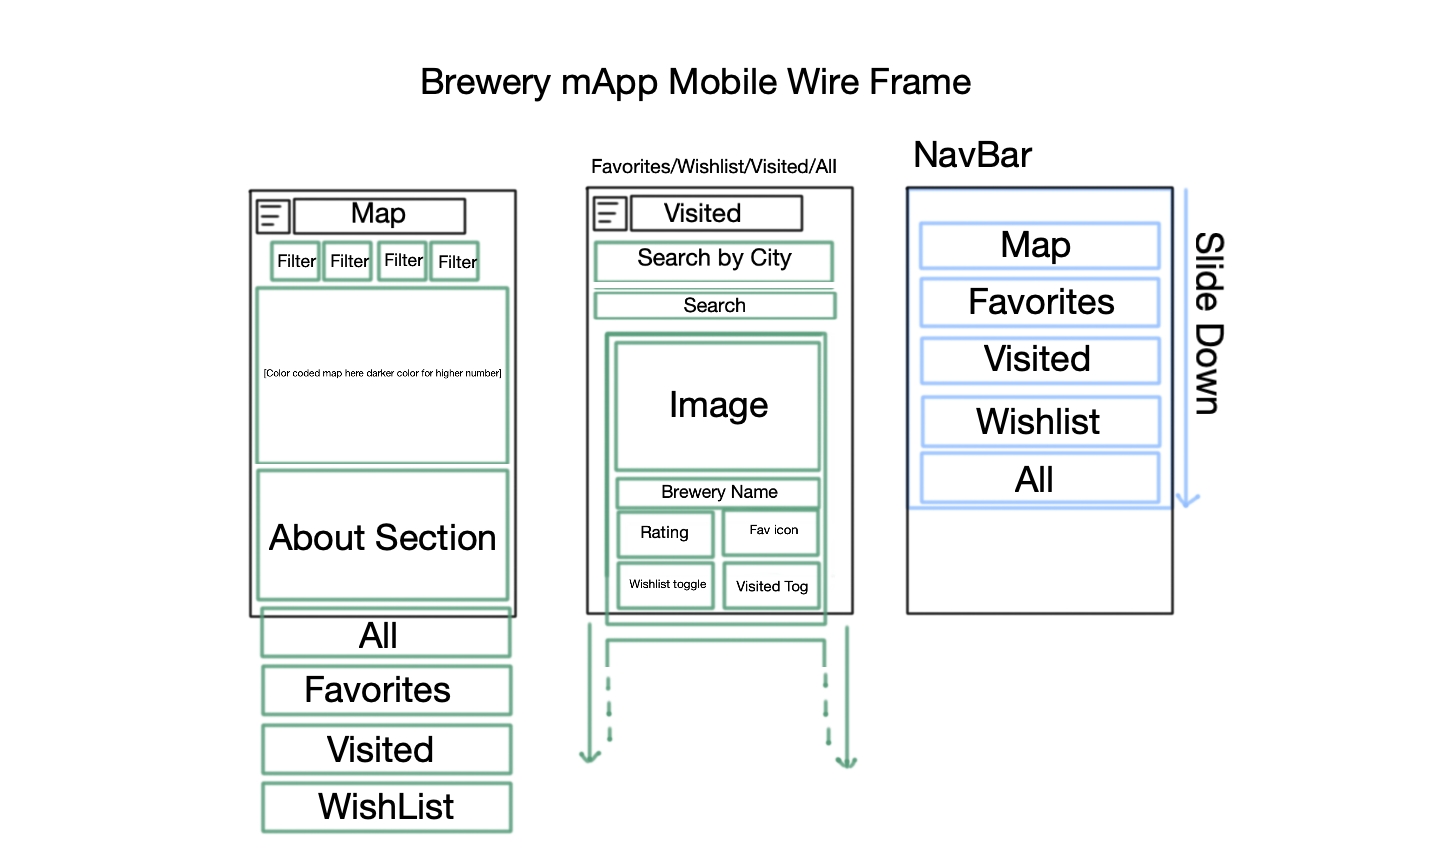 Brewery mApp Mobile Wire Frame
Map
Filter
Filter
Filter
Filter
[Color coded map here darker color for higher number]
About Section
All
Favorites
Visited
WishList
Favorites/Wishlist/Visited/All
Visited
Search by City
Search
Image
Brewery Name
Rating
Fav icon
Wishlist toggle
Visited Tog
NavBar
Map
Favorites
Visited
Wishlist
All
Slide Down